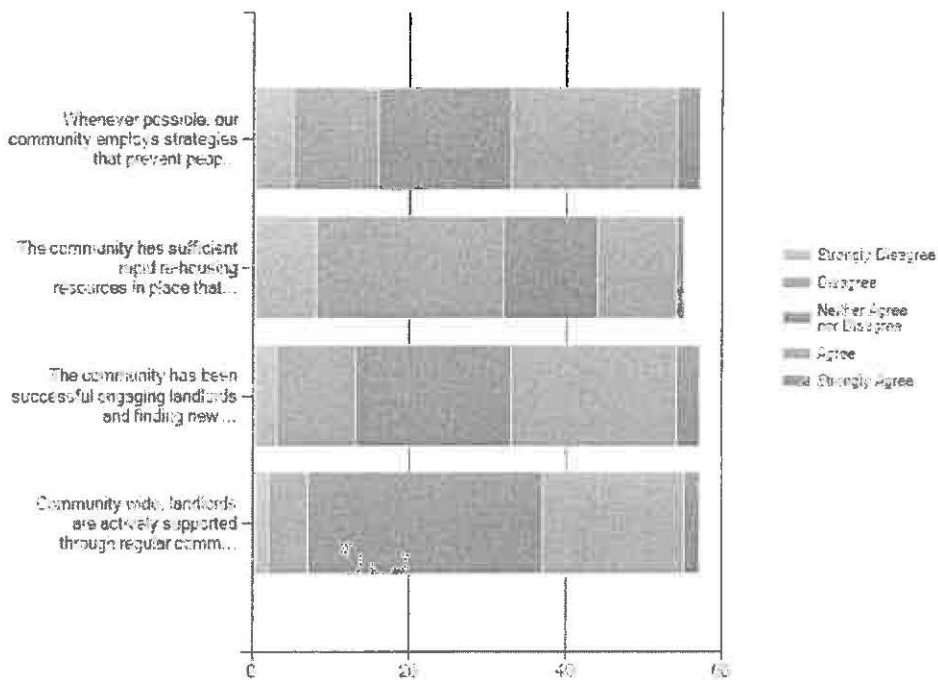 Whenever possible, our
community employs strategies
that prevent peop...
The community has sufficient
rapid re-housing
resources in place that...
The community has been
successful engaging landlords
and finding new ...
Community wide, landlords
are actively supported
through regular comm...
Strongly Disagree
Disagree
Neither Agree
nor Disagree
Agree
Strongly Agree
0
20
40
60